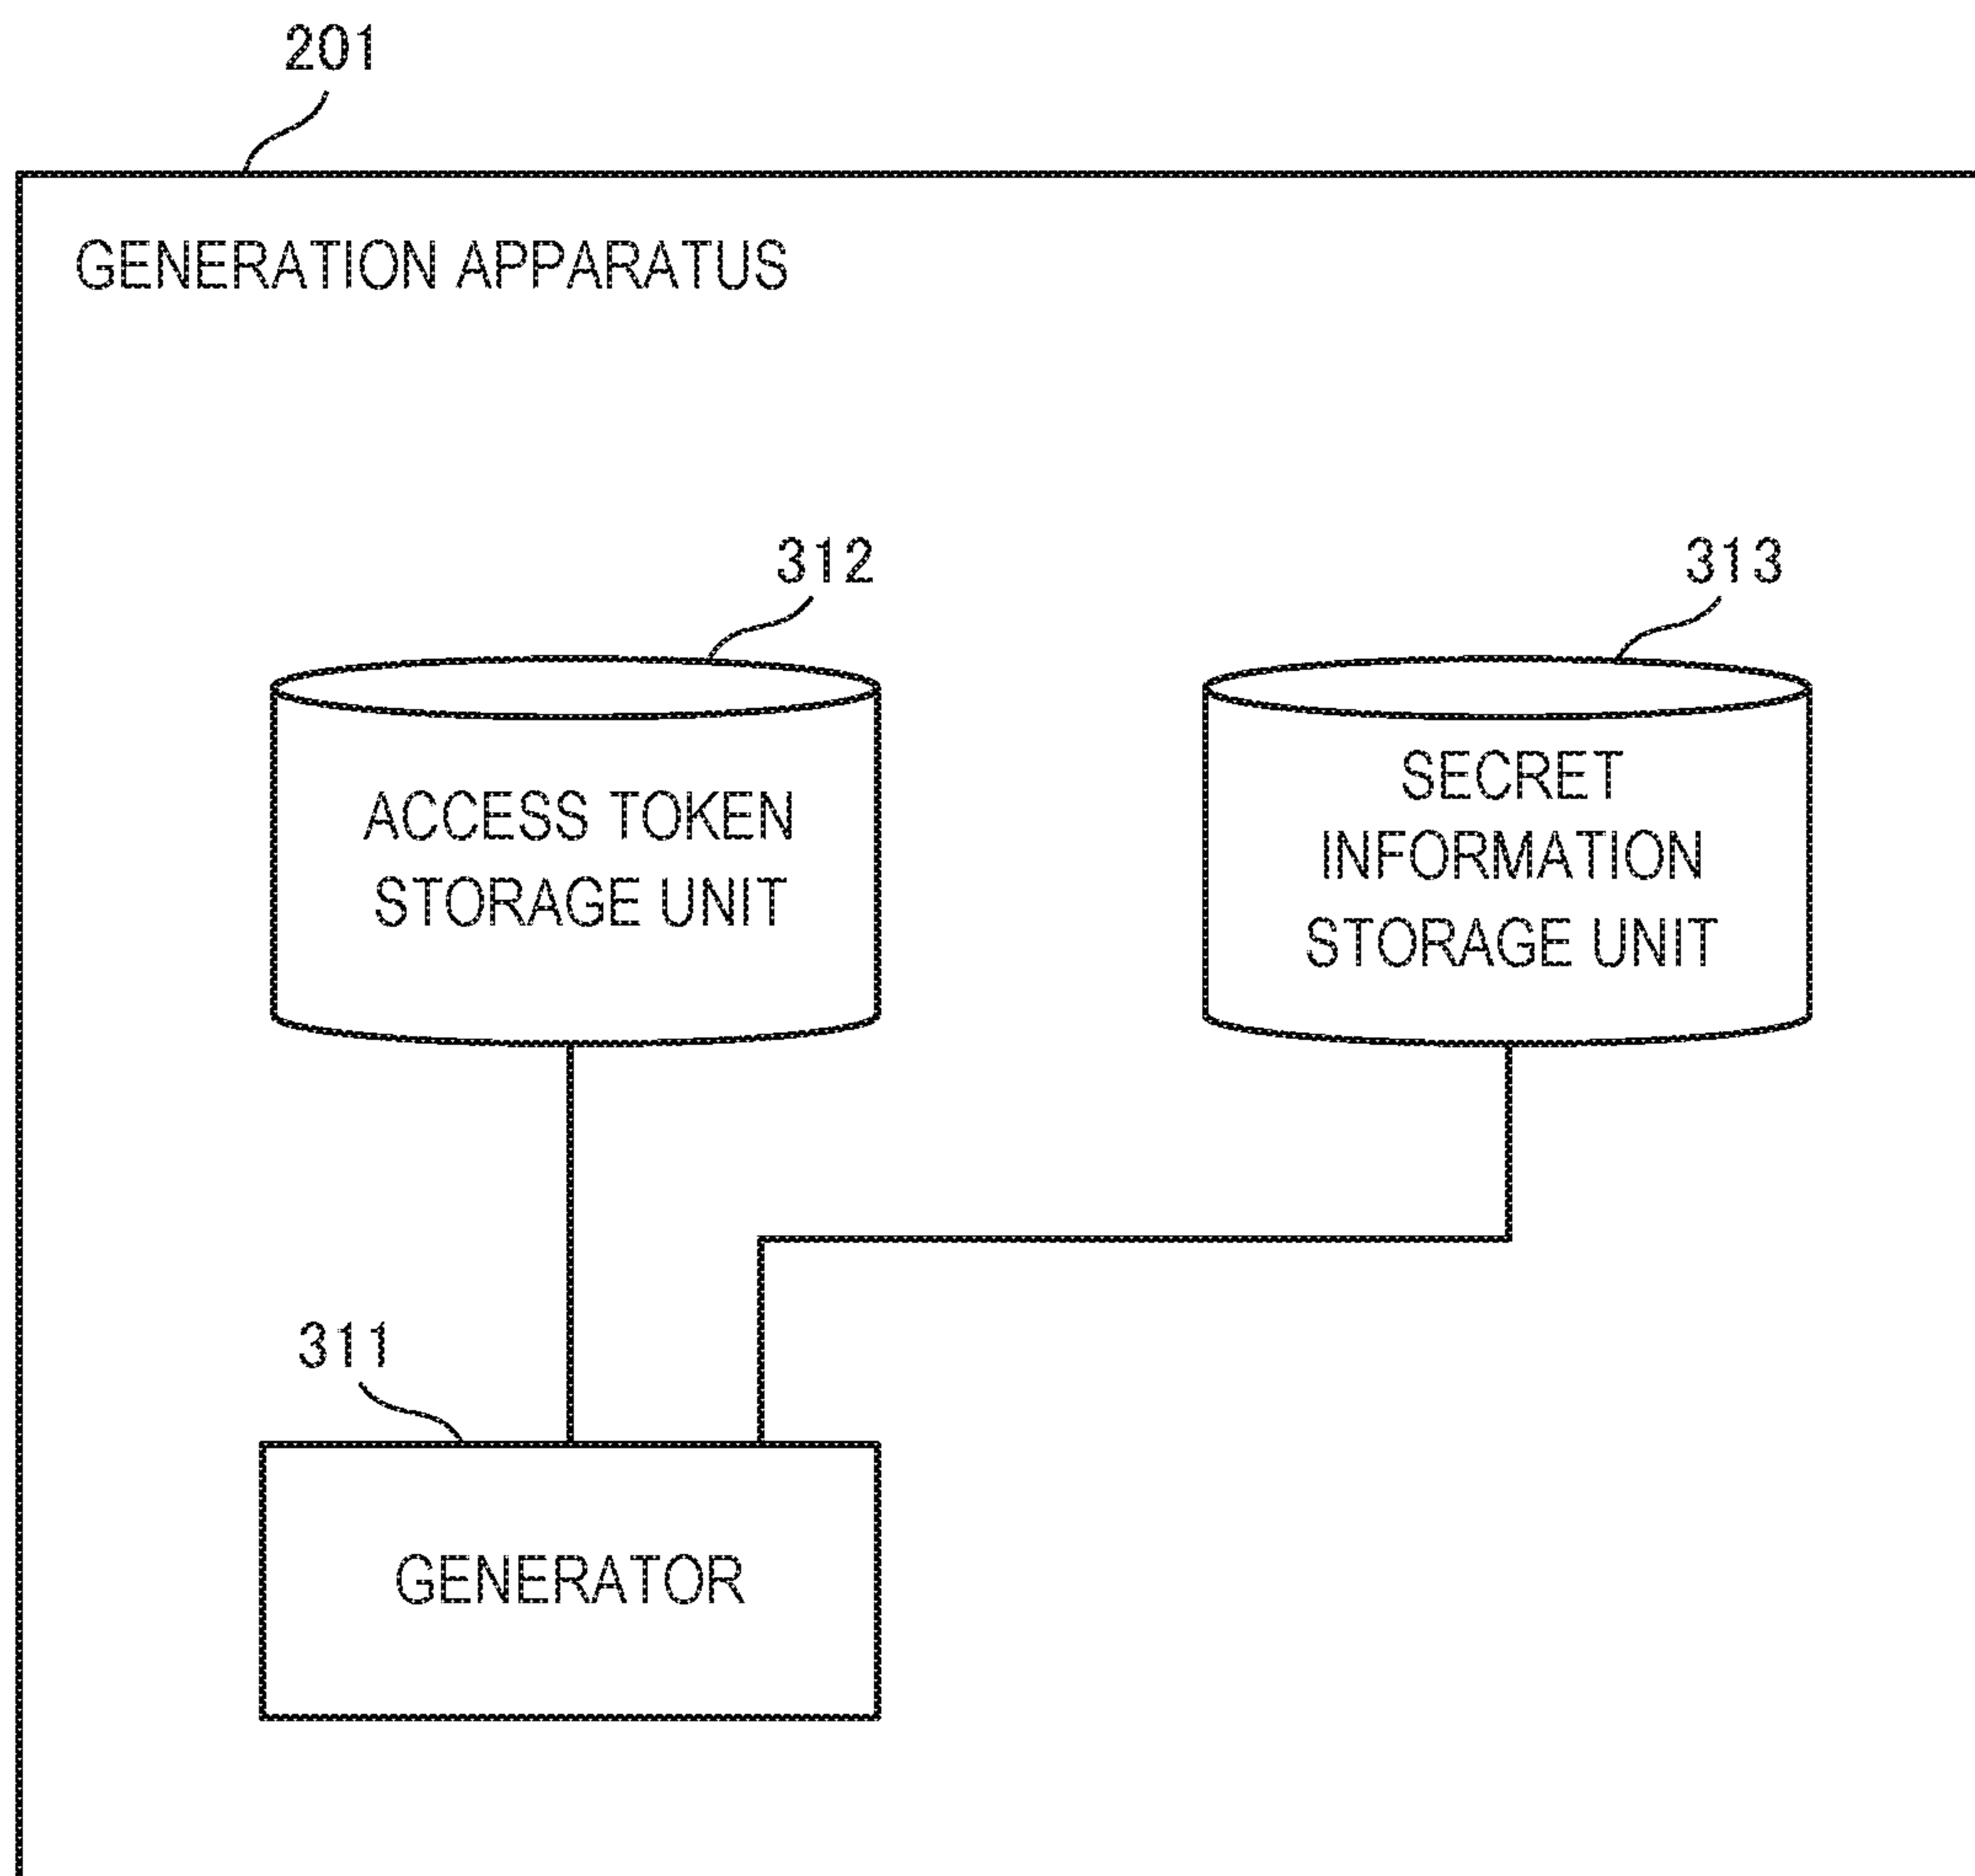 201
GENERATION APPARATUS
312
313
ACCESS TOKEN
STORAGE UNIT
SECRET
INFORMATION
STORAGE UNIT
311
GENERATOR